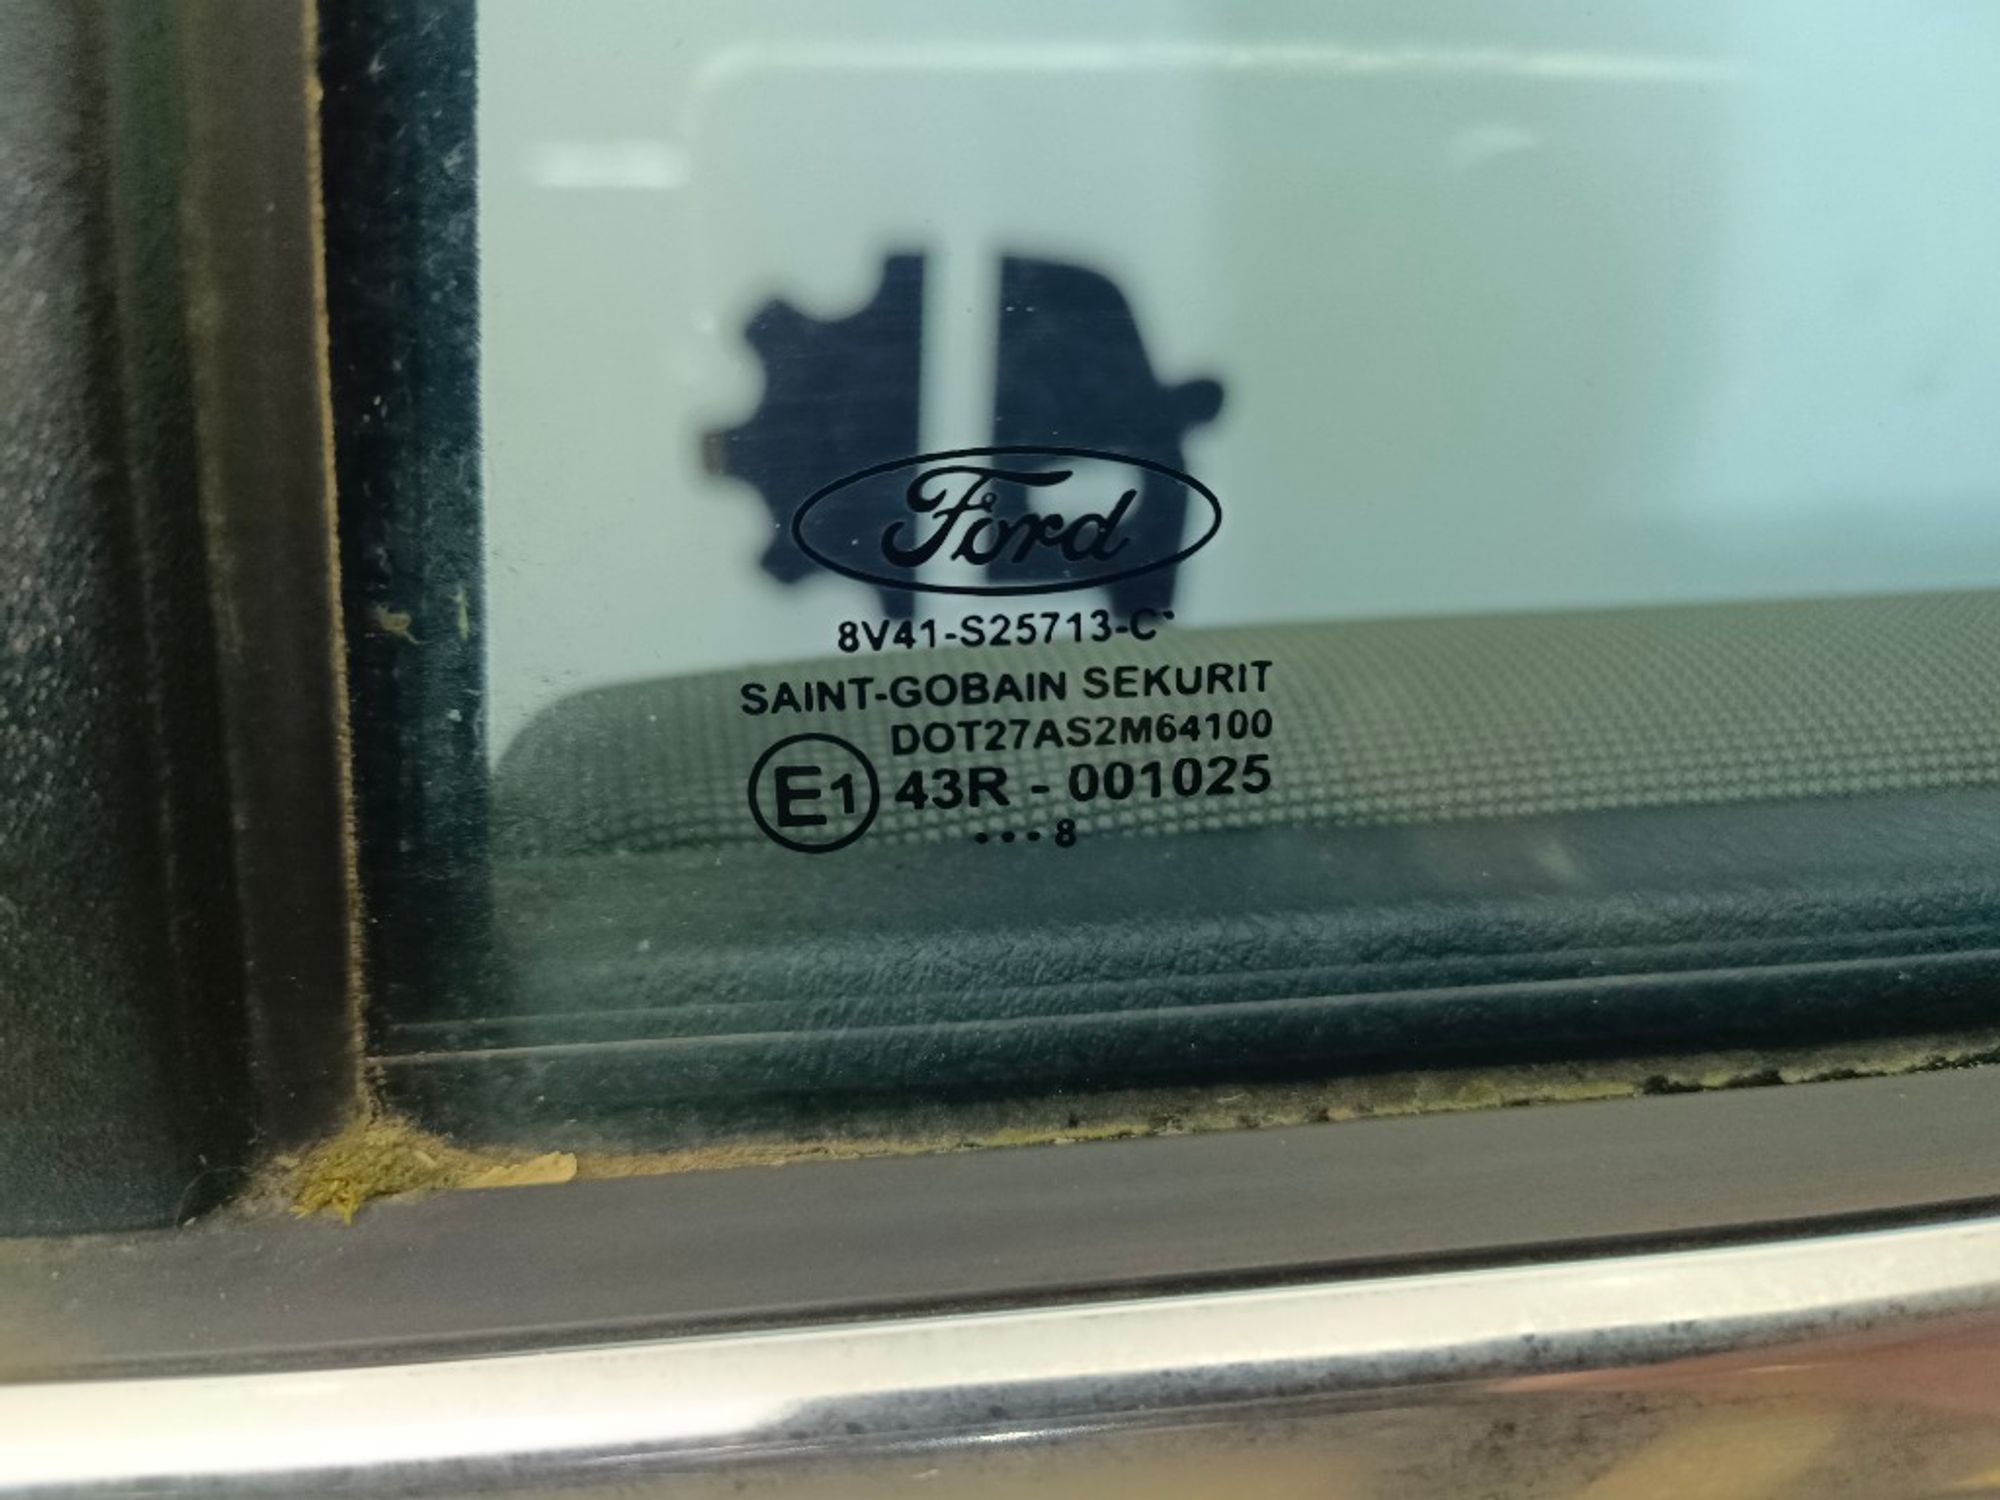 Ford
8V41-S25713-C
SAINT-GOBAIN SEKURIT
DOT27AS2M64100
E1 43R - 001025
•••8